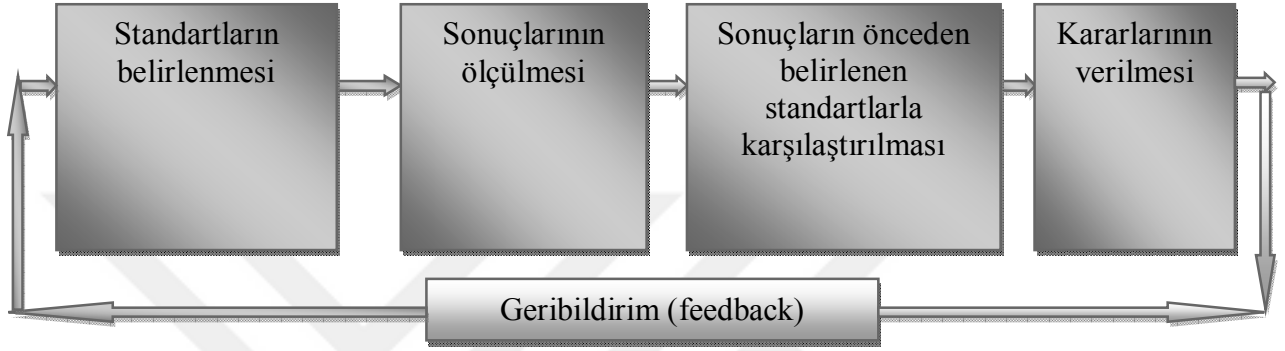 Standartların
belirlenmesi
Sonuçlarının
ölçülmesi
Sonuçların önceden
belirlenen
standartlarla
karşılaştırılması
Kararlarının
verilmesi
Geribildirim (feedback)